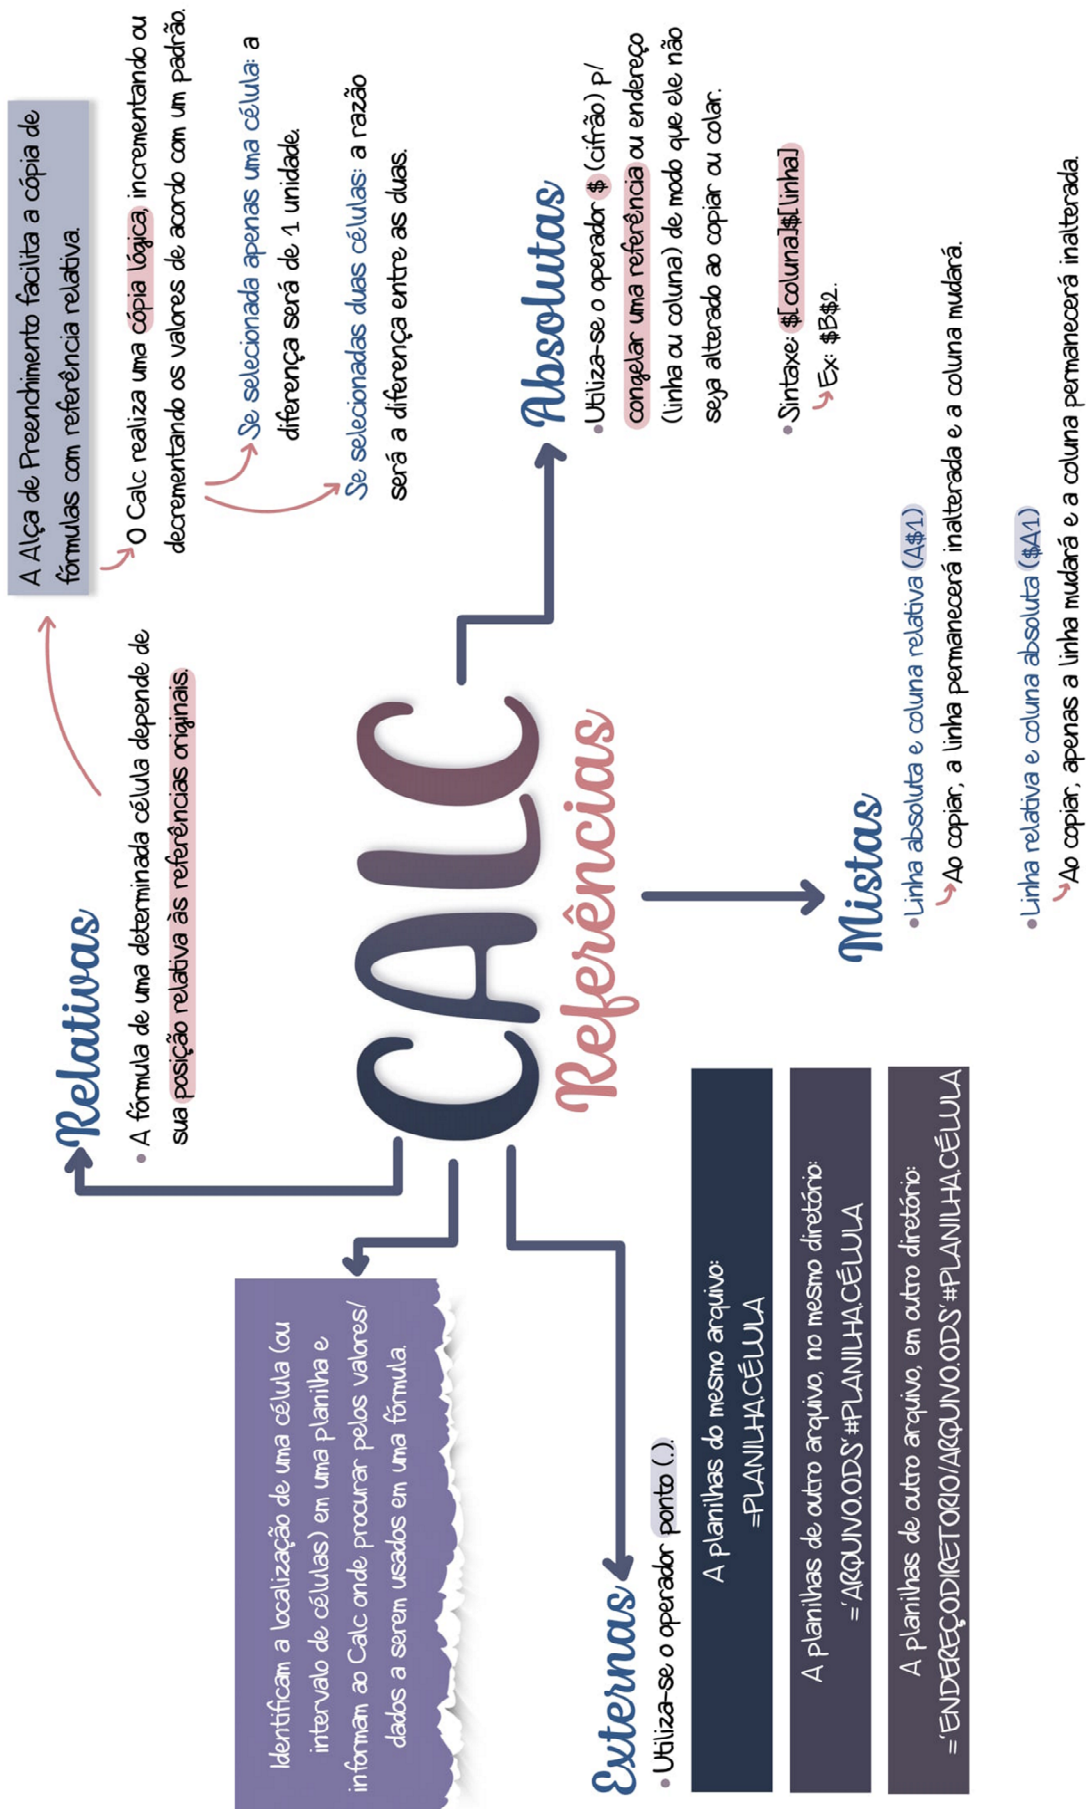 CALC
Referências
Identificam a localização de uma célula (ou
intervalo de células) em uma planilha e
informam ao Calc onde procurar pelos valores/
dados a serem usados em uma fórmula.
Relativas
• A fórmula de uma determinada célula depende de
sua posição relativa às referências originais.
A Alça de Preenchimento facilita a cópia de
fórmulas com referência relativa.
O Calc realiza uma cópia lógica, incrementando ou
decrementando os valores de acordo com um padrão.
Se selecionada apenas uma célula: a
diferença será de 1 unidade.
Se selecionadas duas células: a razão
será a diferença entre as duas.
Absolutas
• Utiliza-se o operador $ (cifrão) p/
congelar uma referência ou endereço
(linha ou coluna) de modo que ele não
seja alterado ao copiar ou colar.
• Sintaxe: $[coluna]$[linha]
Ex: $B$2.
Mistas
• Linha absoluta e coluna relativa (A$1)
Ao copiar, a linha permanecerá inalterada e a coluna mudará.
• Linha relativa e coluna absoluta ($A1)
Ao copiar, apenas a linha mudará e a coluna permanecerá inalterada.
Externas
• Utiliza-se o operador ponto (.).
A planilhas do mesmo arquivo:
=PLANILHA.CÉLULA
A planilhas de outro arquivo, no mesmo diretório:
='ARQUIVO.ODS'#PLANILHA.CÉLULA
A planilhas de outro arquivo, em outro diretório:
='ENDEREÇODIRETORIO/ARQUIVO.ODS'#PLANILHA.CÉLULA